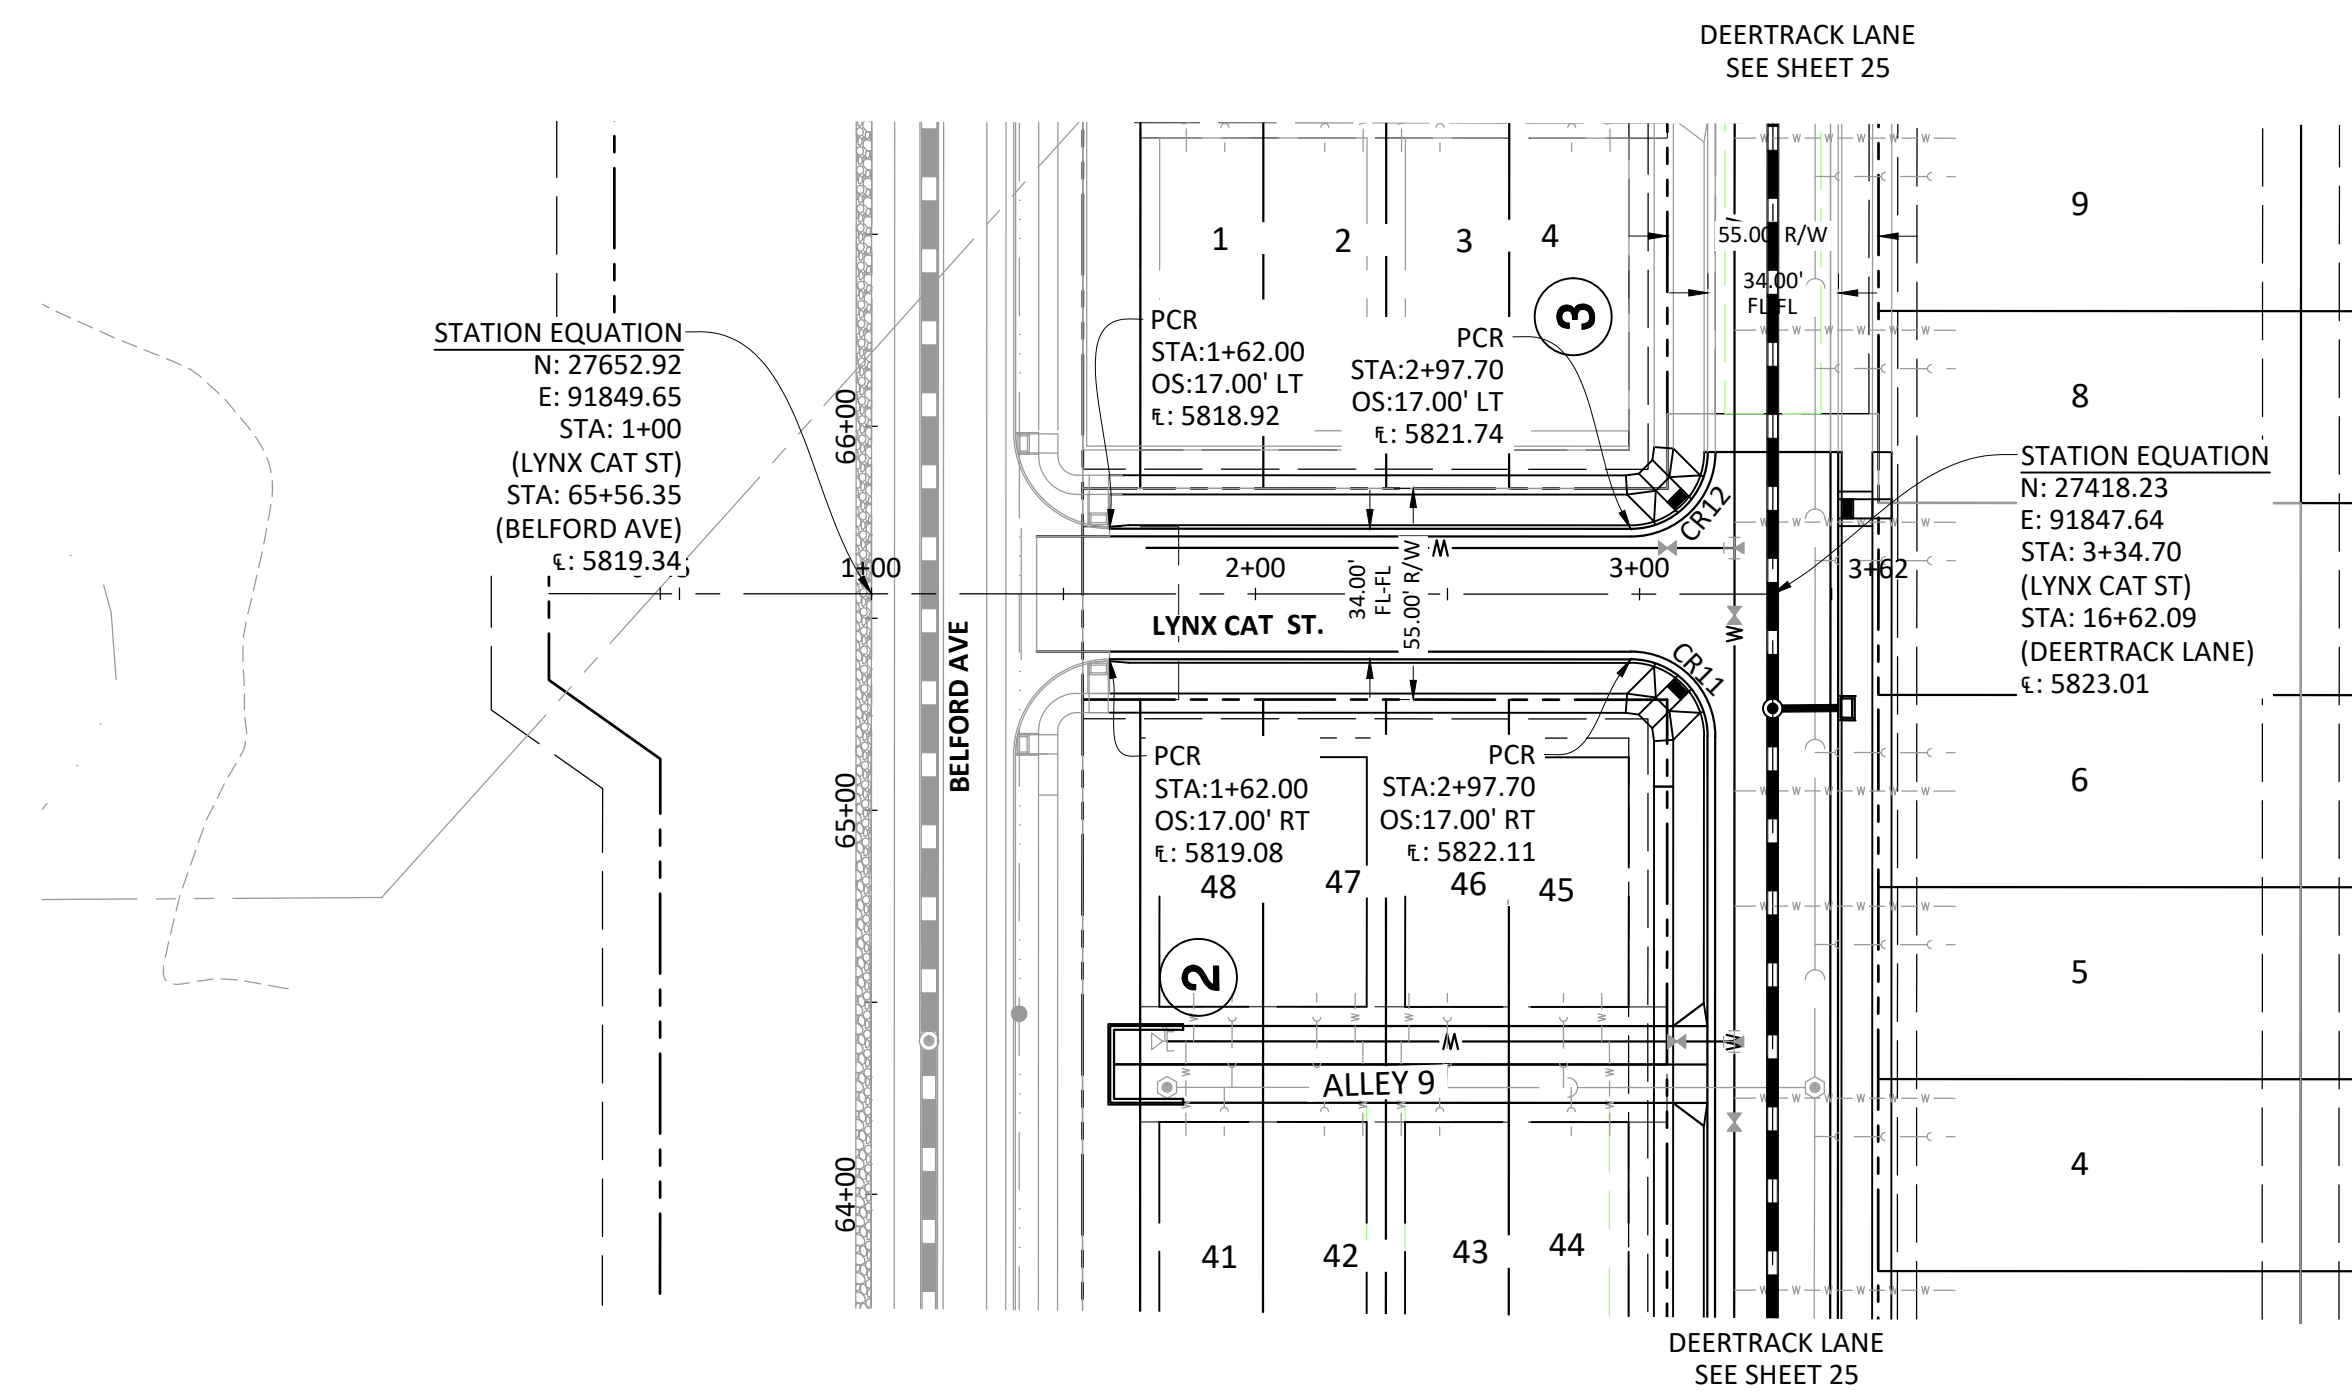 DEERTRACK LANE
SEE SHEET 25
9
8
6
5
4
1
2
3
4
3
55.00' R/W
34.00'
FL-FL
STATION EQUATION
N: 27652.92
E: 91849.65
STA: 1+00
(LYNX CAT ST)
STA: 65+56.35
(BELFORD AVE)
℄: 5819.34
PCR
STA:1+62.00
OS:17.00' LT
FL: 5818.92
PCR
STA:2+97.70
OS:17.00' LT
FL: 5821.74
STATION EQUATION
N: 27418.23
E: 91847.64
STA: 3+34.70
(LYNX CAT ST)
STA: 16+62.09
(DEERTRACK LANE)
℄: 5823.01
66+00
65+00
64+00
CR12
CR11
1+00
2+00
3+00
3+62
W
W
W
W
LYNX CAT ST.
34.00'
FL-FL
55.00' R/W
BELFORD AVE
PCR
STA:1+62.00
OS:17.00' RT
FL: 5819.08
PCR
STA:2+97.70
OS:17.00' RT
FL: 5822.11
48
47
46
45
2
ALLEY 9
41
42
43
44
DEERTRACK LANE
SEE SHEET 25